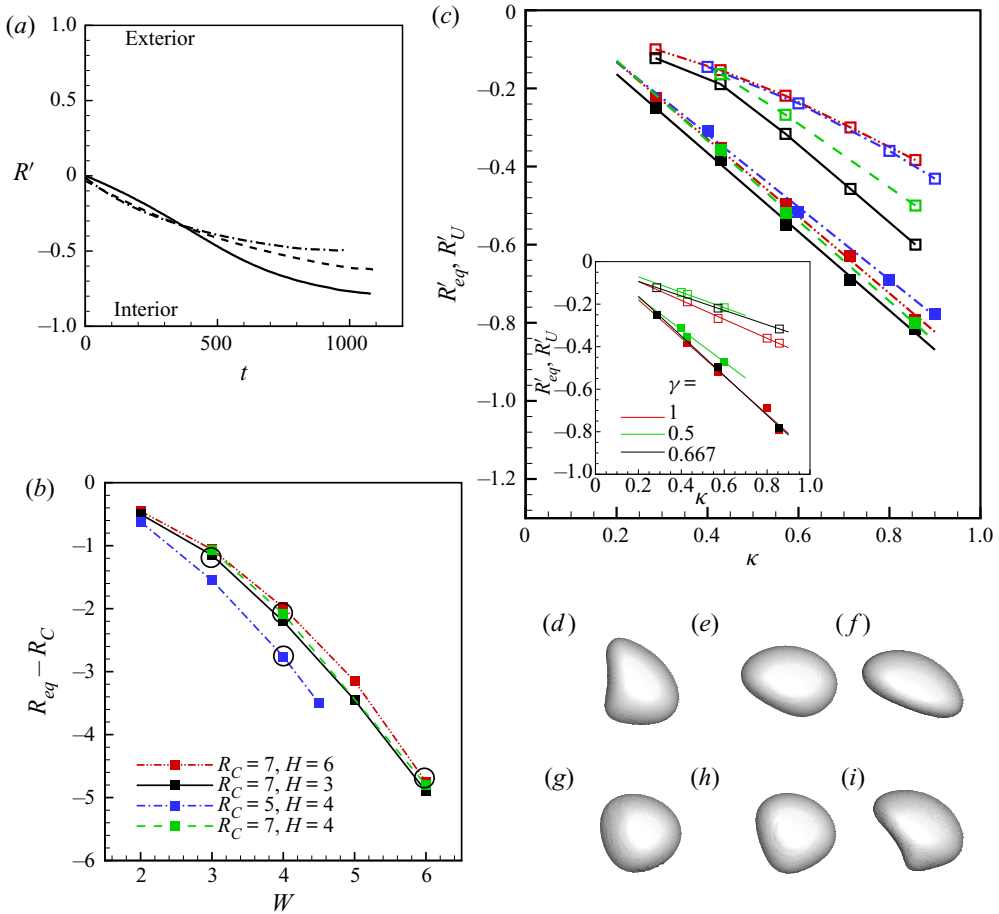 (a)
1.0
0.5
0
−0.5
−1.0
R′
Exterior
Interior
0
500
1000
t
(b)
0
−1
−2
−3
−4
−5
−6
R_eq − R_C
R_C = 7, H = 6
R_C = 7, H = 3
R_C = 5, H = 4
R_C = 7, H = 4
2
3
4
5
6
W
(c)
0
−0.2
−0.4
−0.6
−0.8
−1.0
−1.2
R′_eq, R′_U
0
0.2
0.4
0.6
0.8
1.0
κ
0
−0.2
−0.4
−0.6
−0.8
−1.0
R′_eq, R′_U
γ =
1
0.5
0.667
0
0.2
0.4
0.6
0.8
1.0
κ
(d)
(e)
(f)
(g)
(h)
(i)